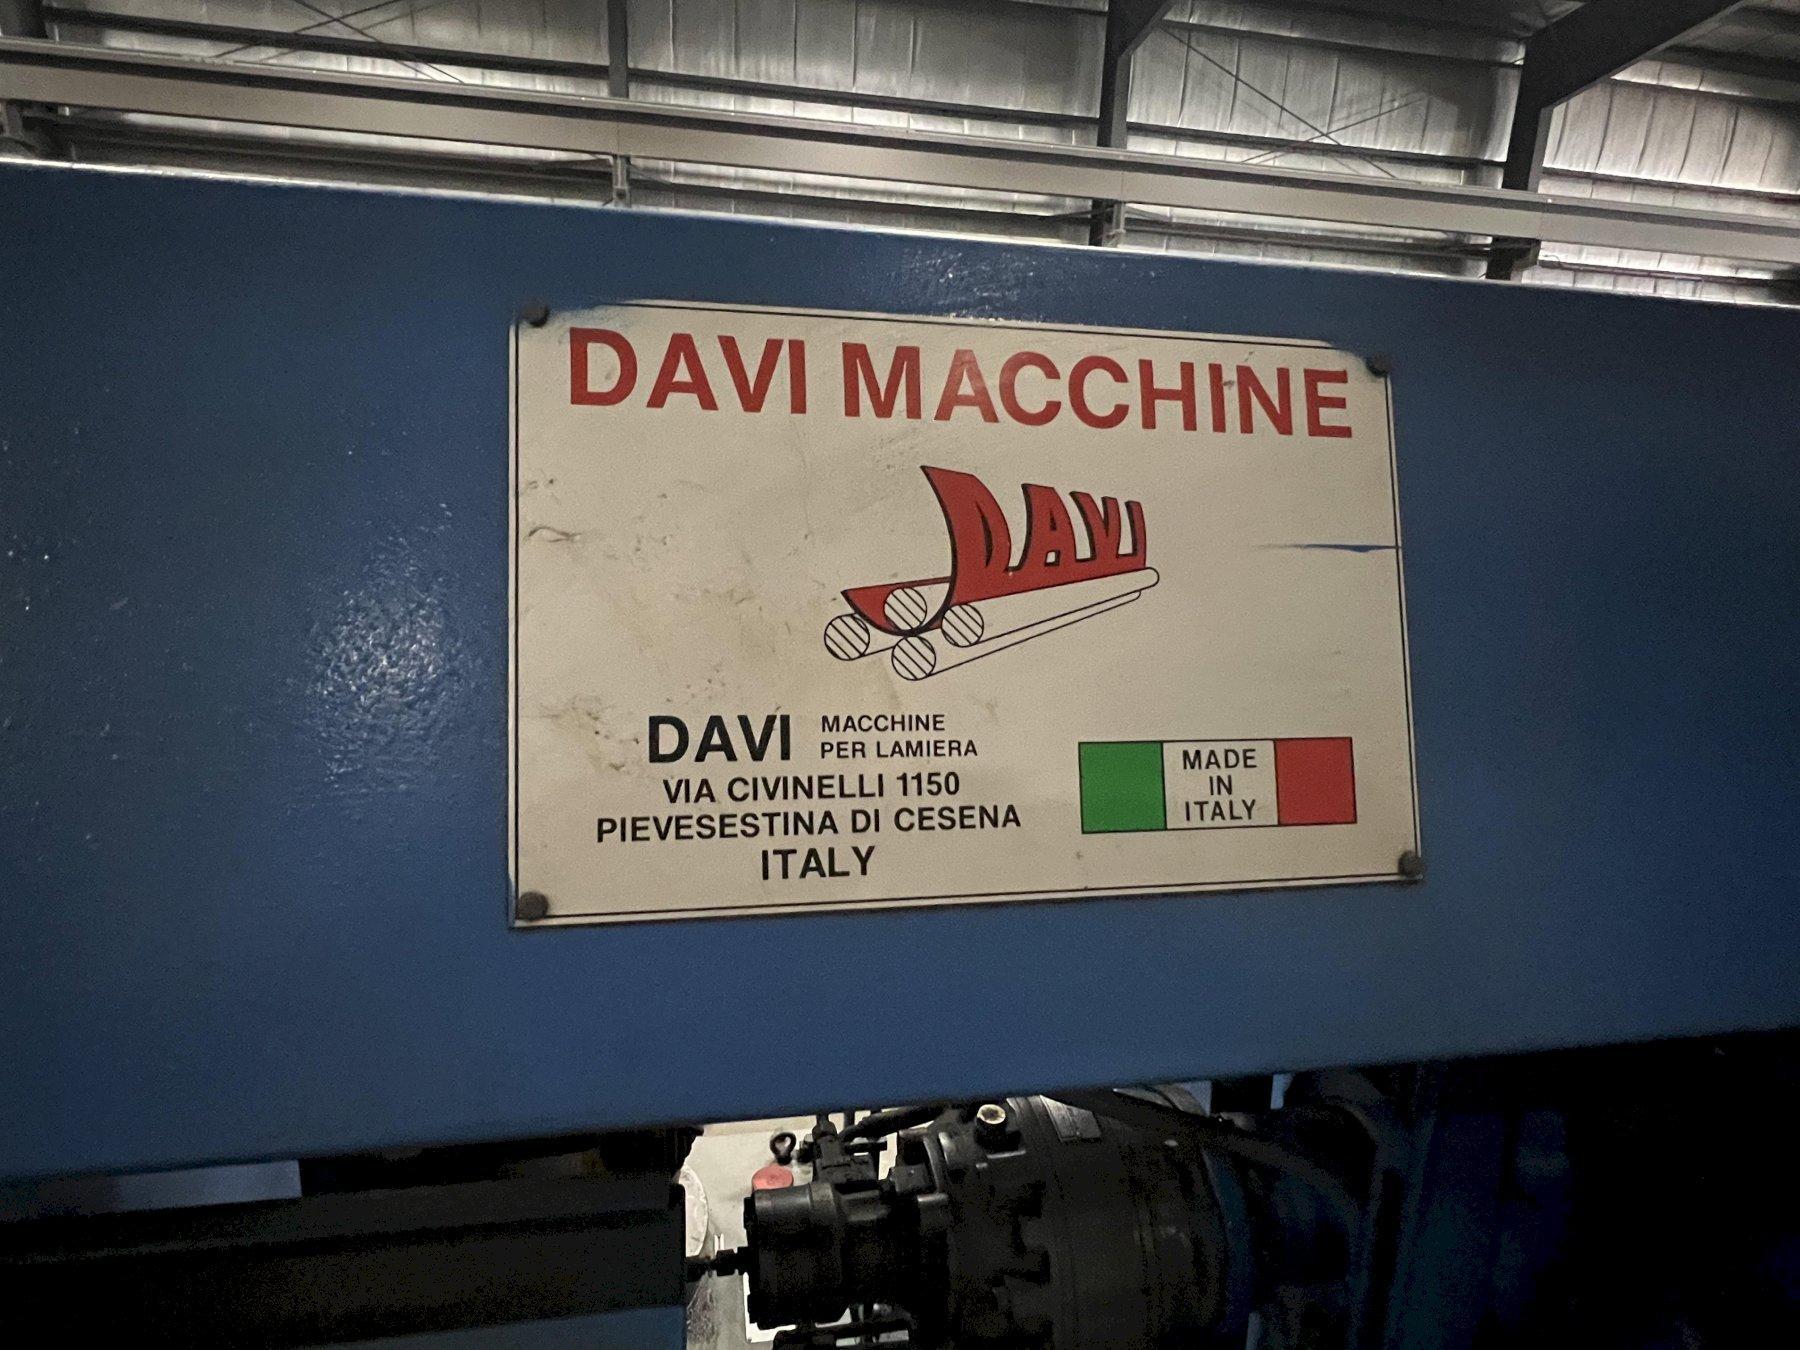 DAVI MACCHINE
DAVI
DAVI MACCHINE
PER LAMIERA
VIA CIVINELLI 1150
PIEVESESTINA DI CESENA
ITALY
MADE
IN
ITALY